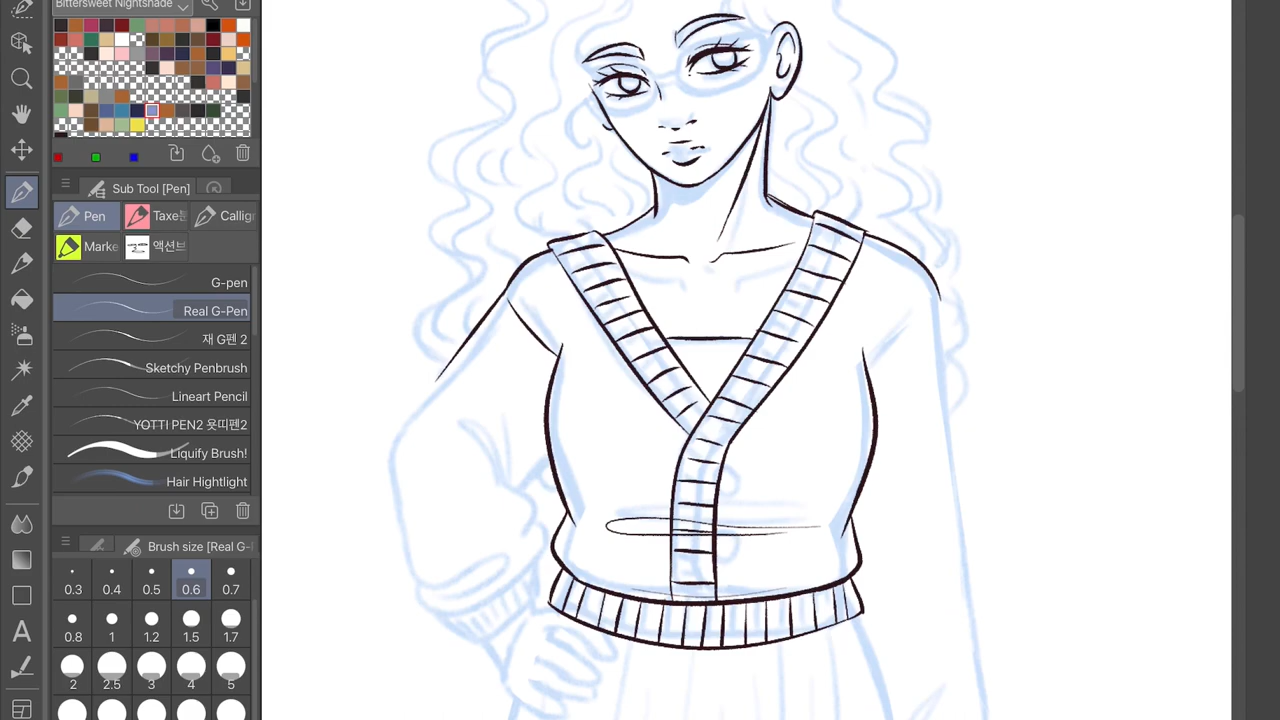 Bittersweet Nightshade
Sub Tool [Pen]
Pen
Callig
Marke
액션브
G-pen
Real G-Pen
재 G펜 2
Sketchy Penbrush
Lineart Pencil
YOTTI PEN2 욧띠펜2
Liquify Brush!
Hair Hightlight
Brush size [Real G-
0.3 0.4 0.5 0.6 0.7
0.8 1 1.2 1.5 1.7
2 2.5 3 4 5